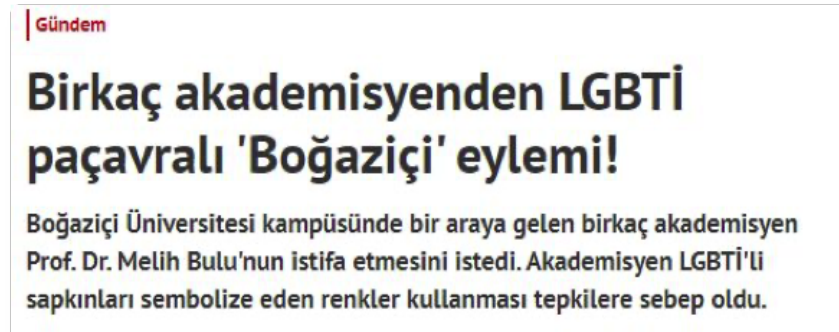 Gündem
Birkaç akademisyenden LGBTİ
paçavralı 'Boğaziçi' eylemi!
Boğaziçi Üniversitesi kampüsünde bir araya gelen birkaç akademisyen
Prof. Dr. Melih Bulu'nun istifa etmesini istedi. Akademisyen LGBTİ'li
sapkınları sembolize eden renkler kullanması tepkilere sebep oldu.